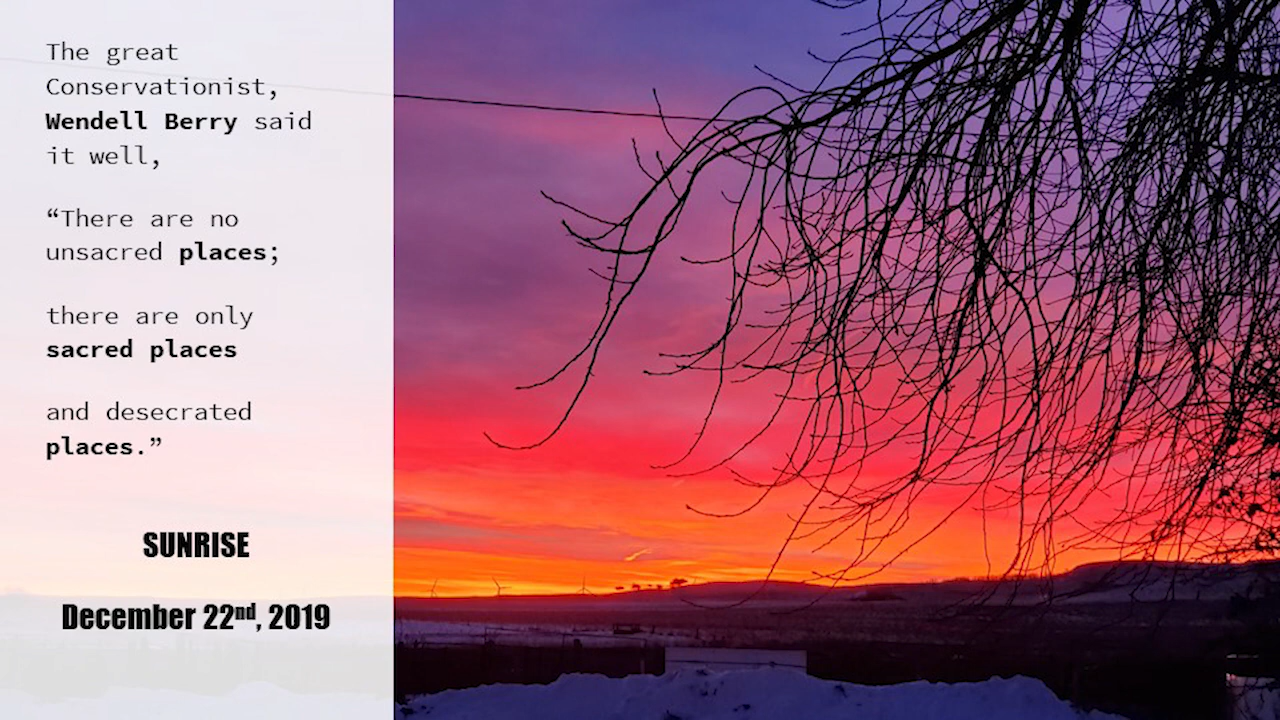 The great
Conservationist,
Wendell Berry said
it well,
“There are no
unsacred places;
there are only
sacred places
and desecrated
places.”
SUNRISE
December 22nd, 2019